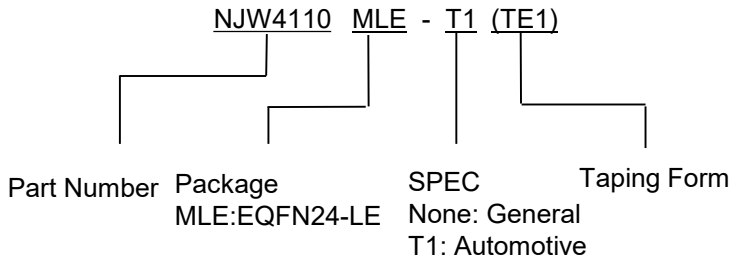 NJW4110 MLE - T1 (TE1)
Part Number
Package
MLE:EQFN24-LE
SPEC
None: General
T1: Automotive
Taping Form